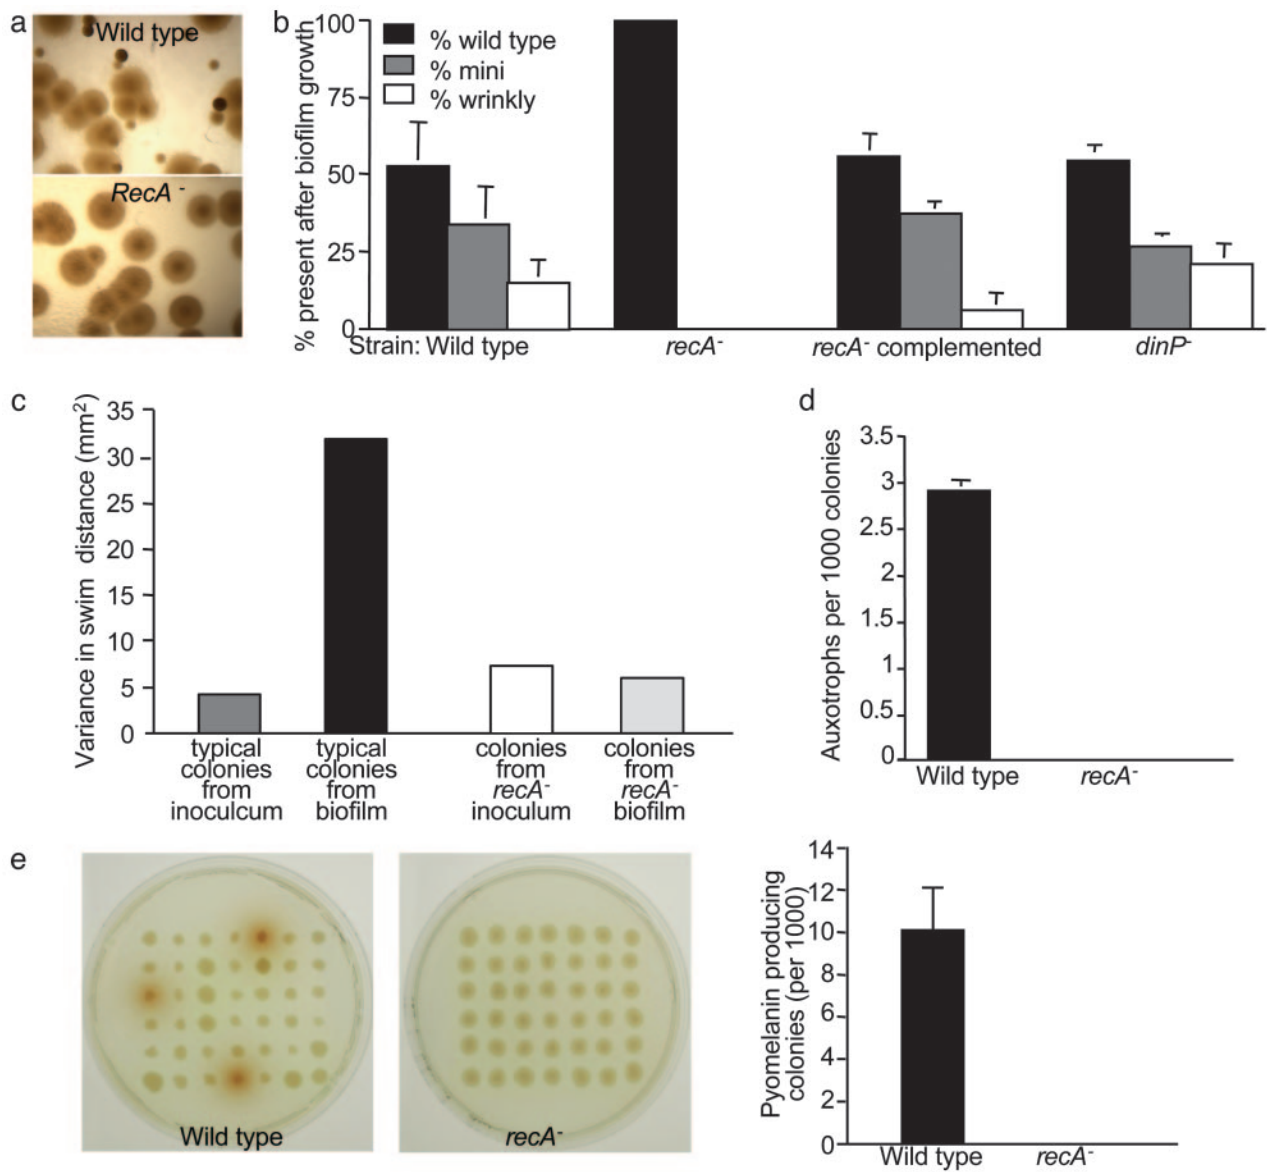 a
Wild type
RecA -
b
% present after biofilm growth
100
75
50
25
0
% wild type
% mini
% wrinkly
Strain: Wild type
recA-
recA- complemented
dinP-
c
Variance in swim distance (mm2)
35
30
25
20
15
10
5
0
typical
colonies
from
inoculcum
typical
colonies
from
biofilm
colonies
from
recA-
inoculum
colonies
from
recA-
biofilm
d
Auxotrophs per 1000 colonies
3.5
3
2.5
2
1.5
1
0.5
0
Wild type
recA-
e
Wild type
recA-
Pyomelanin producing
colonies (per 1000)
14
12
10
8
6
4
2
0
Wild type
recA-